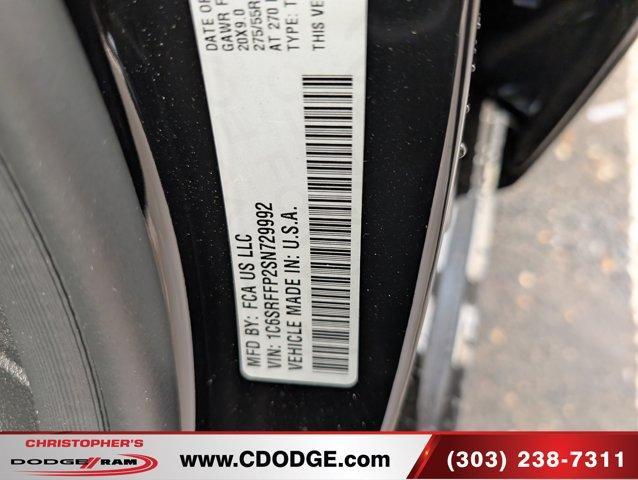 DATE OF
GAWR F
20X9.0
275/55R
AT 270
TYPE: T
THIS VE
MFD BY: FCA US LLC
VIN: 1C6SRFFP2SN729992
VEHICLE MADE IN: U.S.A.
CHRISTOPHER'S
DODGE RAM
www.CDODGE.com
(303) 238-7311